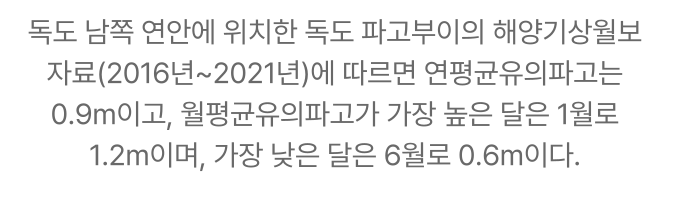 독도 남쪽 연안에 위치한 독도 파고부이의 해양기상월보
자료(2016년~2021년)에 따르면 연평균유의파고는
0.9m이고, 월평균유의파고가 가장 높은 달은 1월로
1.2m이며, 가장 낮은 달은 6월로 0.6m이다.